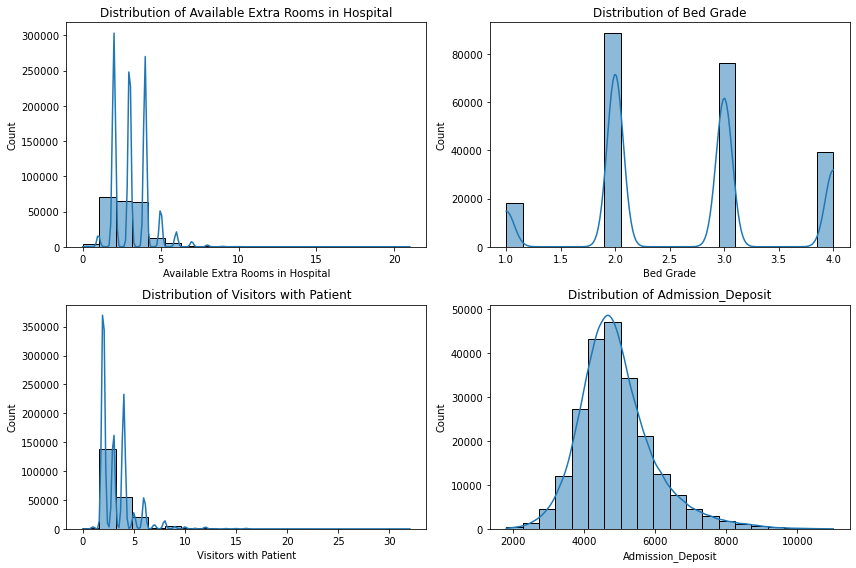 Distribution of Available Extra Rooms in Hospital
Count
300000
250000
200000
150000
100000
50000
0
0 5 10 15 20
Available Extra Rooms in Hospital
Distribution of Bed Grade
Count
80000
60000
40000
20000
0
1.0 1.5 2.0 2.5 3.0 3.5 4.0
Bed Grade
Distribution of Visitors with Patient
Count
350000
300000
250000
200000
150000
100000
50000
0
0 5 10 15 20 25 30
Visitors with Patient
Distribution of Admission_Deposit
Count
50000
40000
30000
20000
10000
0
2000 4000 6000 8000 10000
Admission_Deposit